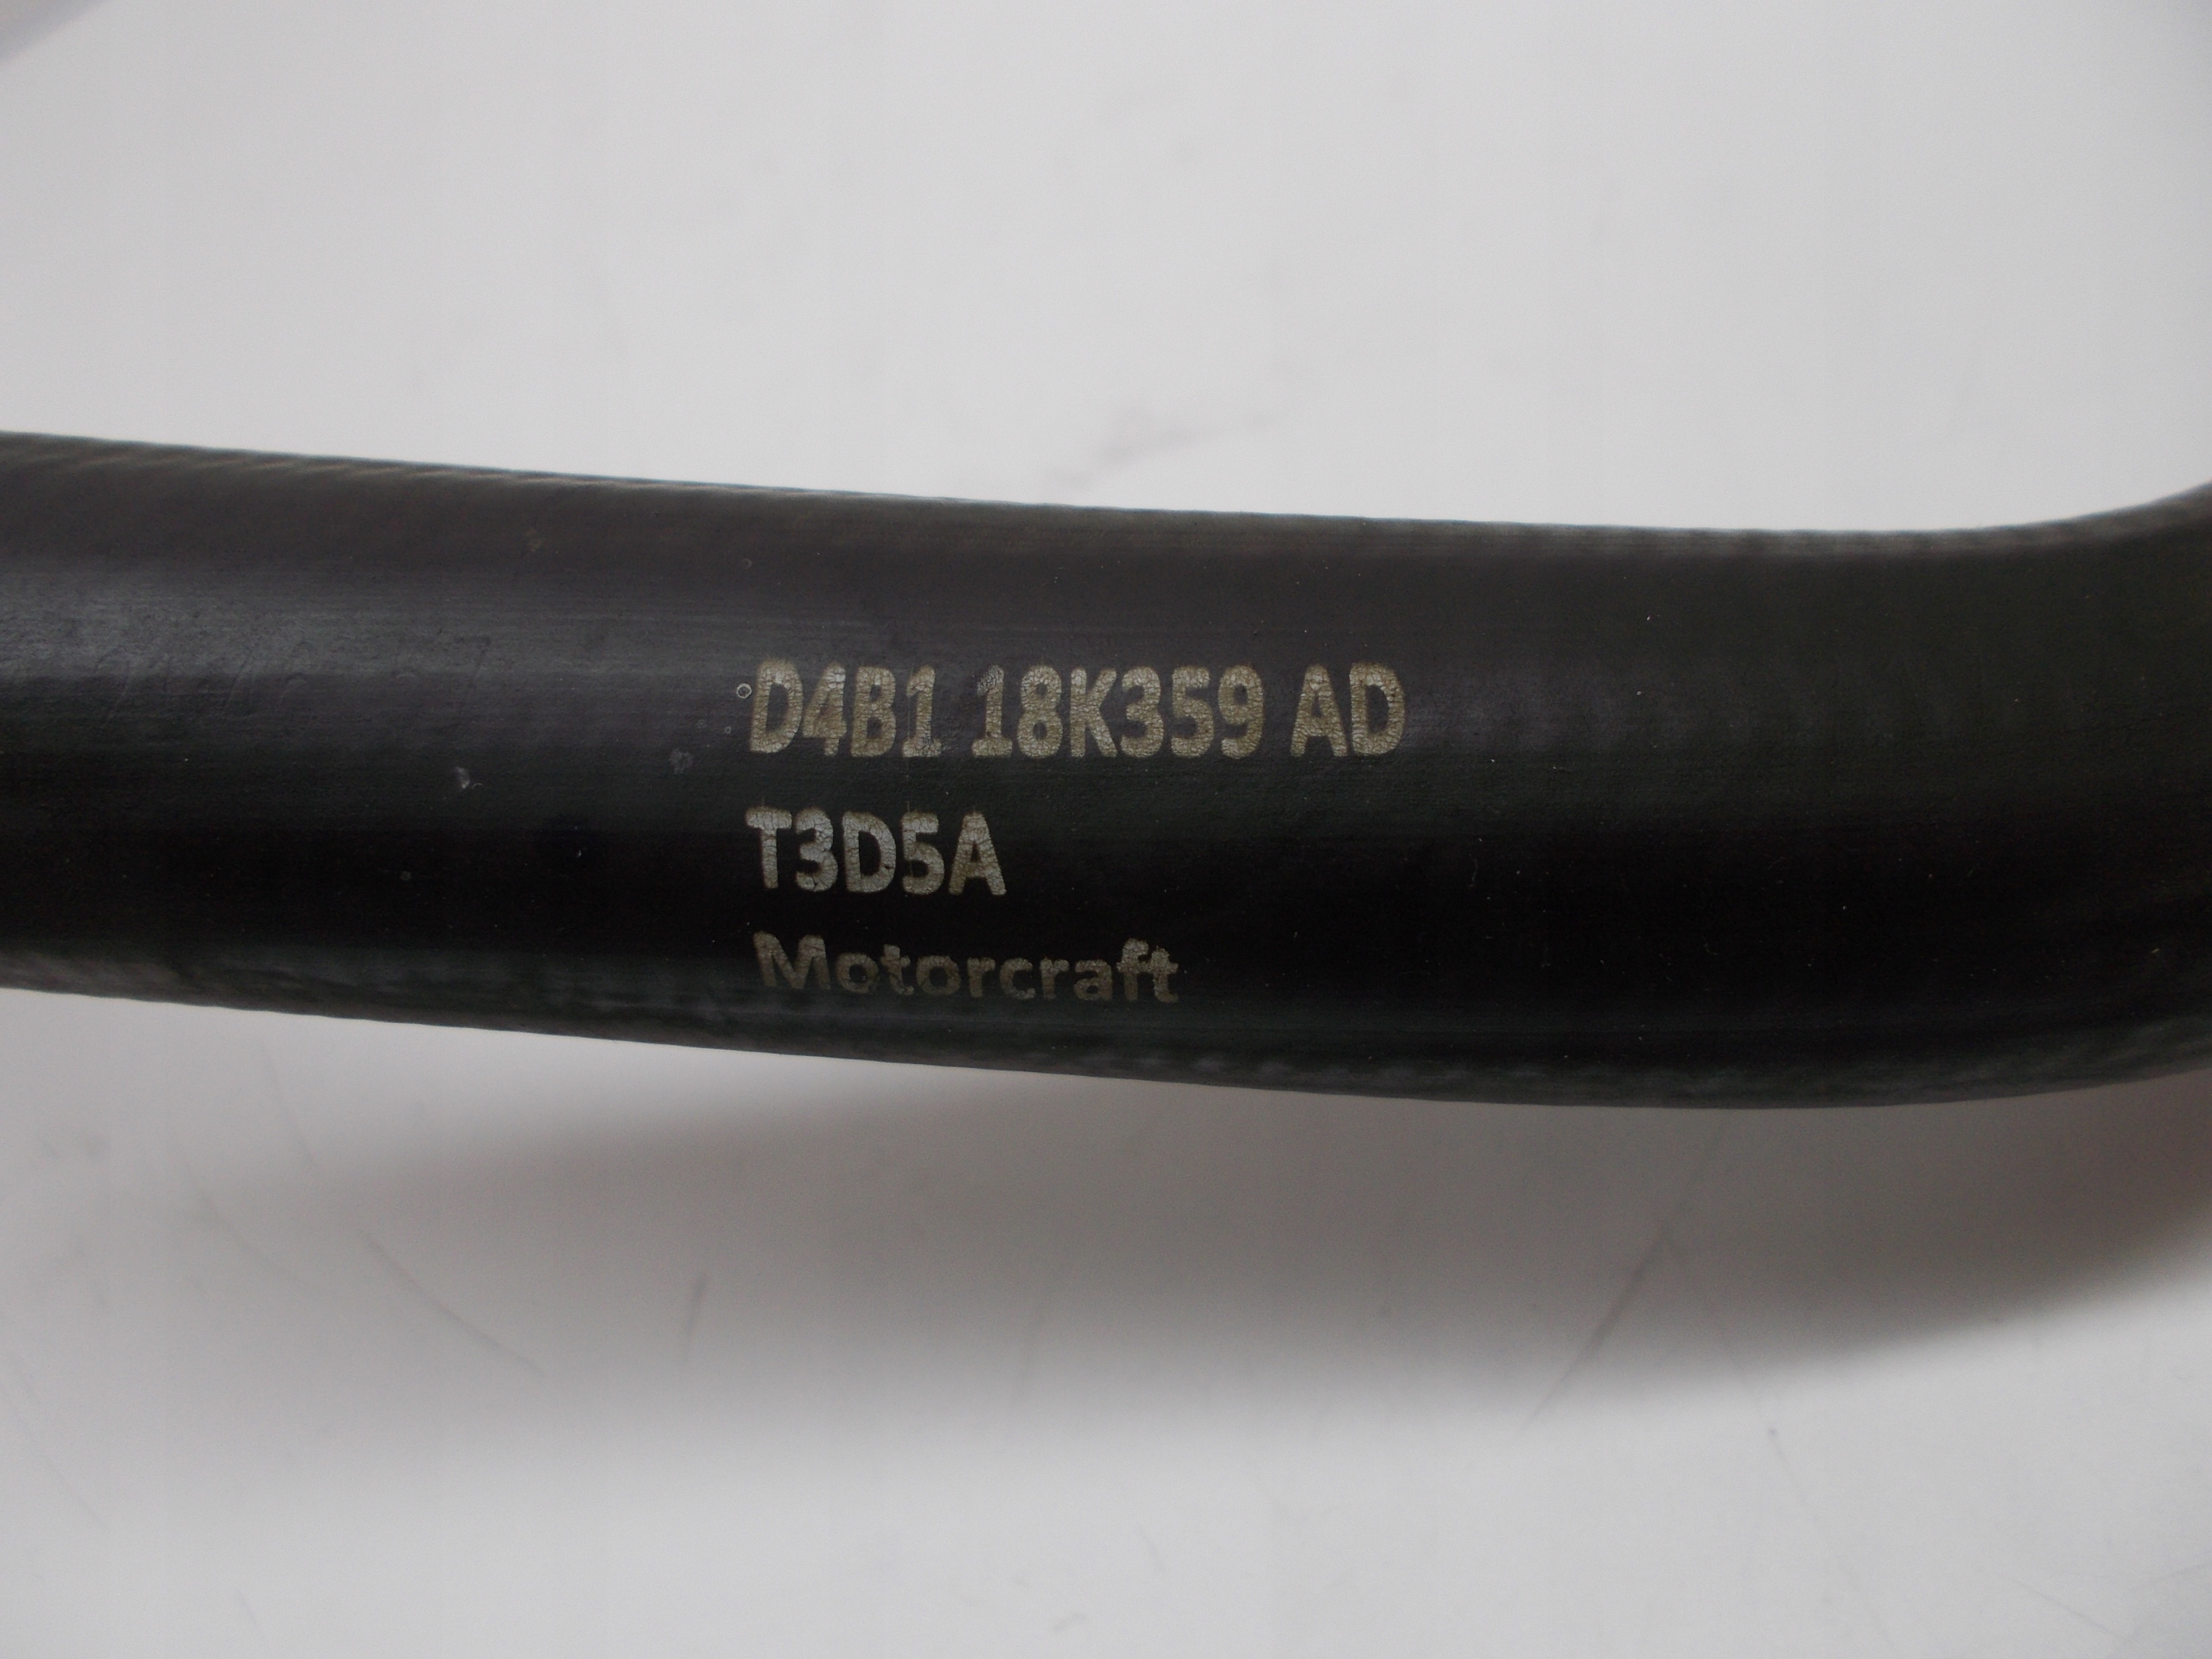 D4B1 18K359 AD
T3D5A
Motorcraft